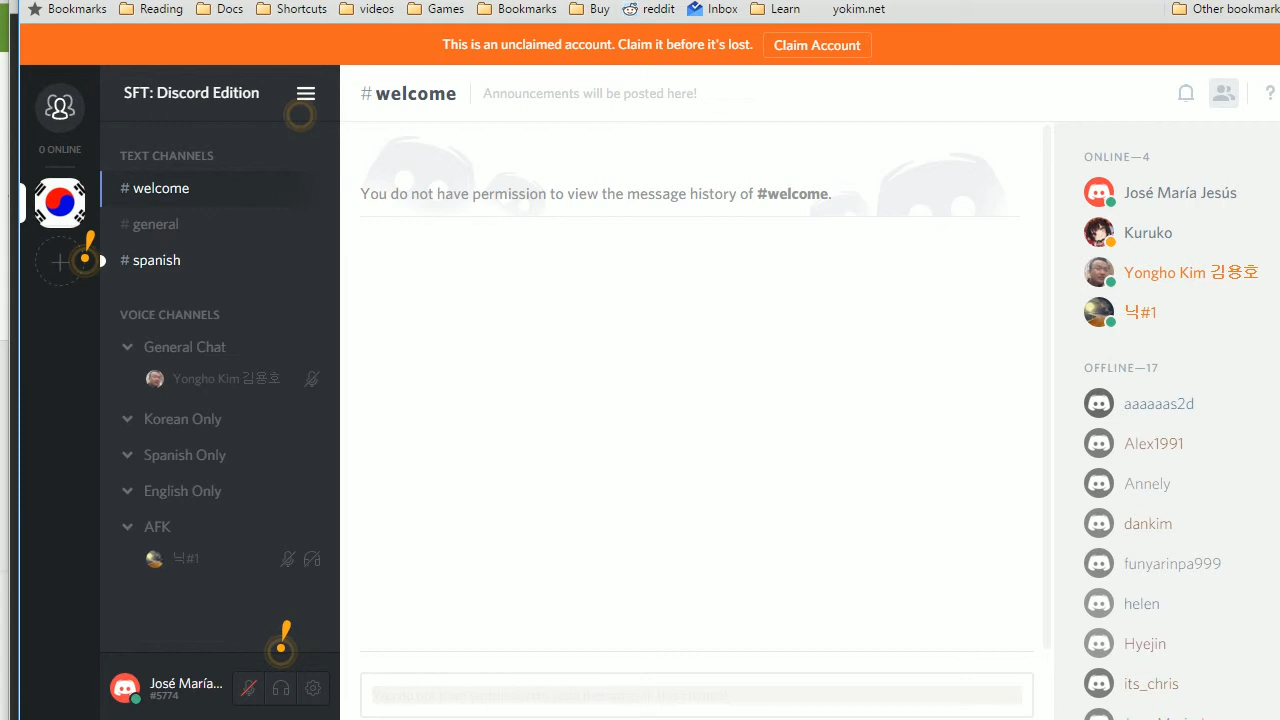 Bookmarks Reading Docs Shortcuts videos Games Bookmarks Buy reddit Inbox Learn yokim.net Other bookmark
This is an unclaimed account. Claim it before it's lost. Claim Account
SFT: Discord Edition
#welcome
Announcements will be posted here!
?
0 ONLINE
TEXT CHANNELS
# welcome
# general
# spanish
VOICE CHANNELS
General Chat
Yongho Kim 김용호
Korean Only
Spanish Only
English Only
AFK
닉#1
José María...
#5774
You do not have permission to view the message history of #welcome.
ONLINE—4
José María Jesús
Kuruko
Yongho Kim 김용호
닉#1
OFFLINE—17
aaaaaas2d
Alex1991
Annely
dankim
funyarinpa999
helen
Hyejin
its_chris